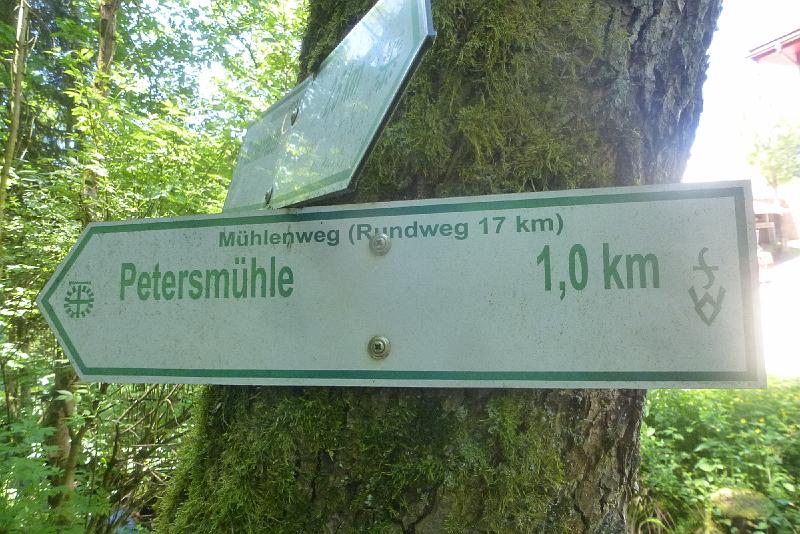 Mühlenweg (Rundweg 17 km)
Petersmühle 1,0 km